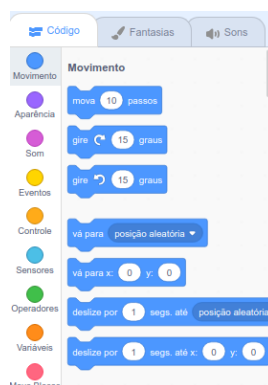 Código Fantasias Sons
Movimento
Aparência
Som
Eventos
Controle
Sensores
Operadores
Variáveis
Meus Blocos
Movimento
mova 10 passos
gire 15 graus
gire 15 graus
vá para posição aleatória
vá para x: 0 y: 0
deslize por 1 segs. até posição aleatória
deslize por 1 segs. até x: 0 y: 0